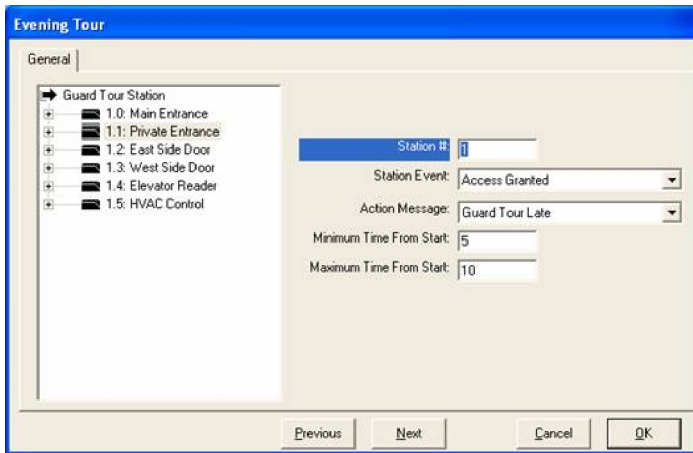 Evening Tour
General
Guard Tour Station
1.0: Main Entrance
1.1: Private Entrance
1.2: East Side Door
1.3: West Side Door
1.4: Elevator Reader
1.5: HVAC Control
Station #: 1
Station Event: Access Granted
Action Message: Guard Tour Late
Minimum Time From Start: 5
Maximum Time From Start: 10
Previous Next Cancel OK